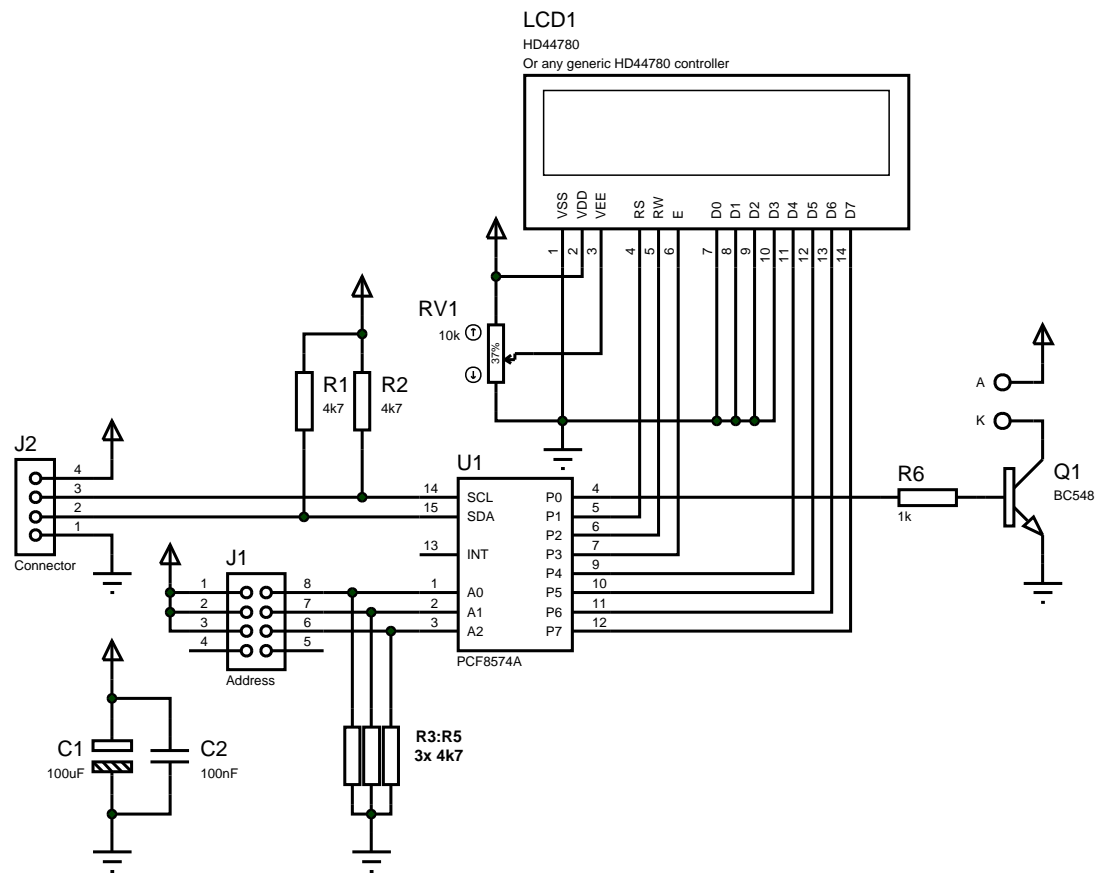 LCD1
HD44780
Or any generic HD44780 controller
VSS
VDD
VEE
RS
RW
E
D0
D1
D2
D3
D4
D5
D6
D7
1
2
3
4
5
6
7
8
9
10
11
12
13
14
RV1
10k
37%
R1
4k7
R2
4k7
A
K
Q1
BC548
R6
1k
J2
4
3
2
1
Connector
U1
14 SCL P0 4
15 SDA P1 5
P2 6
13 INT P3 7
P4 9
1 A0 P5 10
2 A1 P6 11
3 A2 P7 12
PCF8574A
J1
1 8
2 7
3 6
4 5
Address
C1
100uF
C2
100nF
R3:R5
3x 4k7